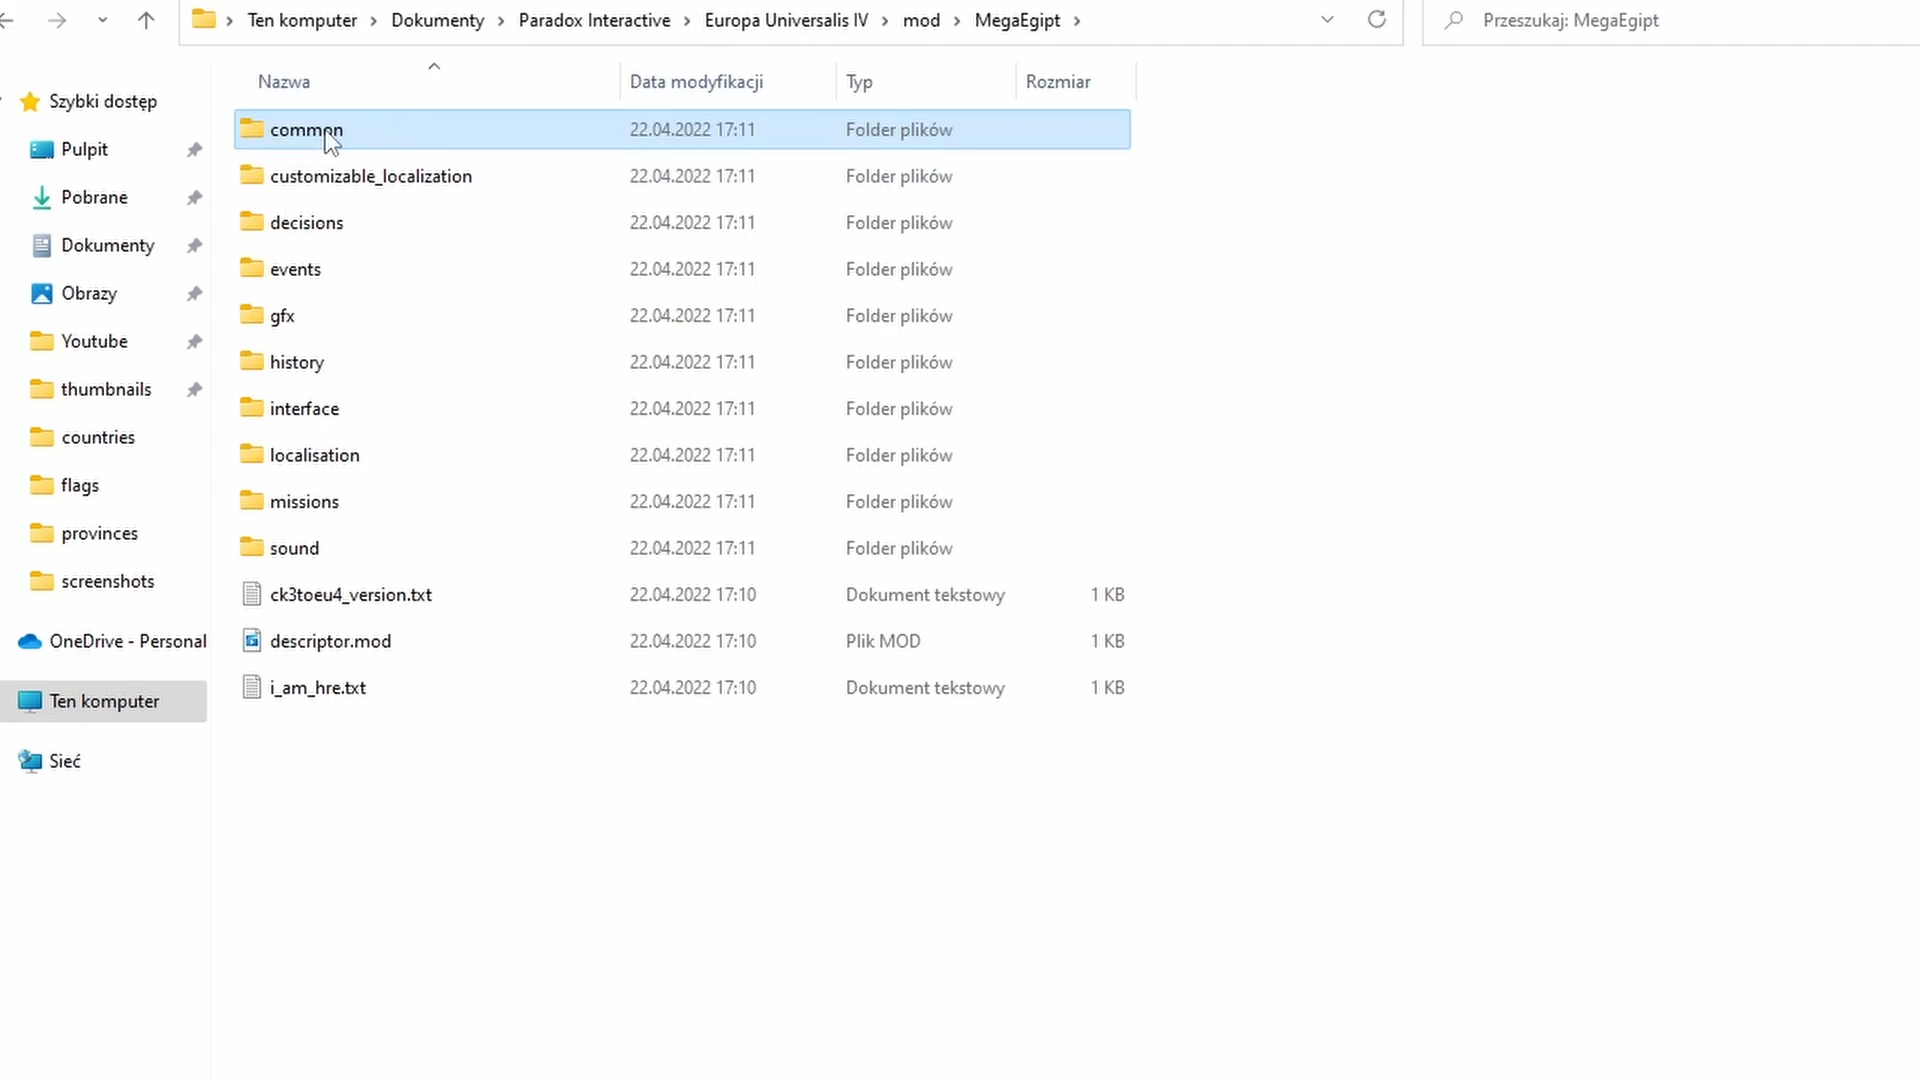 Ten komputer > Dokumenty > Paradox Interactive > Europa Universalis IV > mod > MegaEgipt >
Przeszukaj: MegaEgipt
Szybki dostęp
Pulpit
Pobrane
Dokumenty
Obrazy
Youtube
thumbnails
countries
flags
provinces
screenshots
OneDrive - Personal
Ten komputer
Sieć
Nazwa Data modyfikacji Typ Rozmiar
common 22.04.2022 17:11 Folder plików
customizable_localization 22.04.2022 17:11 Folder plików
decisions 22.04.2022 17:11 Folder plików
events 22.04.2022 17:11 Folder plików
gfx 22.04.2022 17:11 Folder plików
history 22.04.2022 17:11 Folder plików
interface 22.04.2022 17:11 Folder plików
localisation 22.04.2022 17:11 Folder plików
missions 22.04.2022 17:11 Folder plików
sound 22.04.2022 17:11 Folder plików
ck3toeu4_version.txt 22.04.2022 17:10 Dokument tekstowy 1 KB
descriptor.mod 22.04.2022 17:10 Plik MOD 1 KB
i_am_hre.txt 22.04.2022 17:10 Dokument tekstowy 1 KB